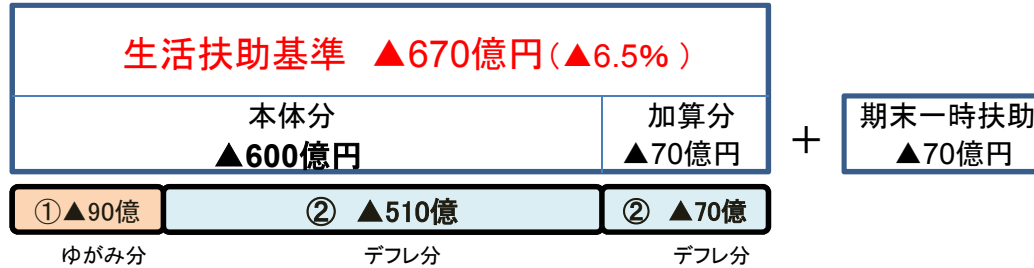 生活扶助基準 ▲670億円(▲6.5% )
本体分
▲600億円
加算分
▲70億円
＋
期末一時扶助
▲70億円
①▲90億
② ▲510億
② ▲70億
ゆがみ分
デフレ分
デフレ分